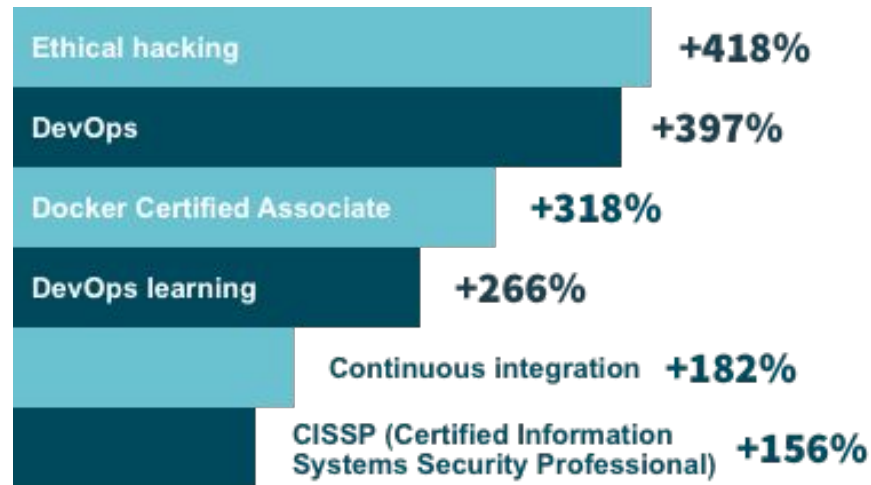 Ethical hacking +418%
DevOps +397%
Docker Certified Associate +318%
DevOps learning +266%
Continuous integration +182%
CISSP (Certified Information
Systems Security Professional) +156%